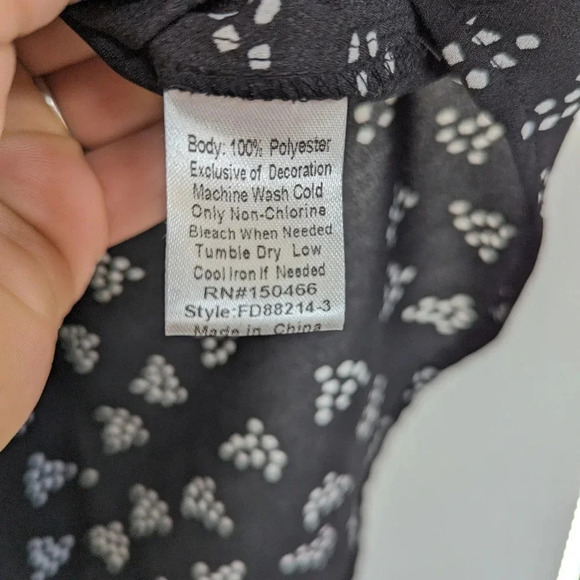 Body: 100% Polyester
Exclusive of Decoration
Machine Wash Cold
Only Non-Chlorine
Bleach When Needed
Tumble Dry Low
Cool Iron If Needed
RN#150466
Style:FD88214-3
Made in China